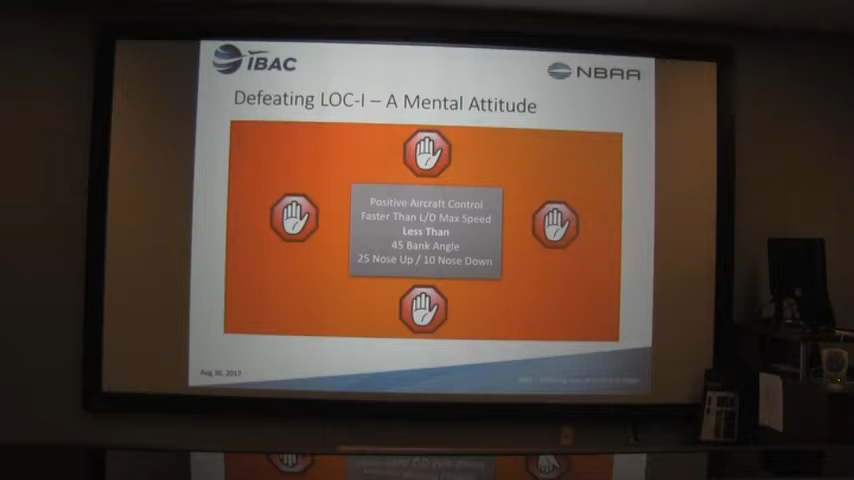 IBAC
NBAA
Defeating LOC-I – A Mental Attitude
Positive Aircraft Control
Faster Than L/D Max Speed
Less Than
45 Bank Angle
25 Nose Up / 10 Nose Down
Aug 30, 2017